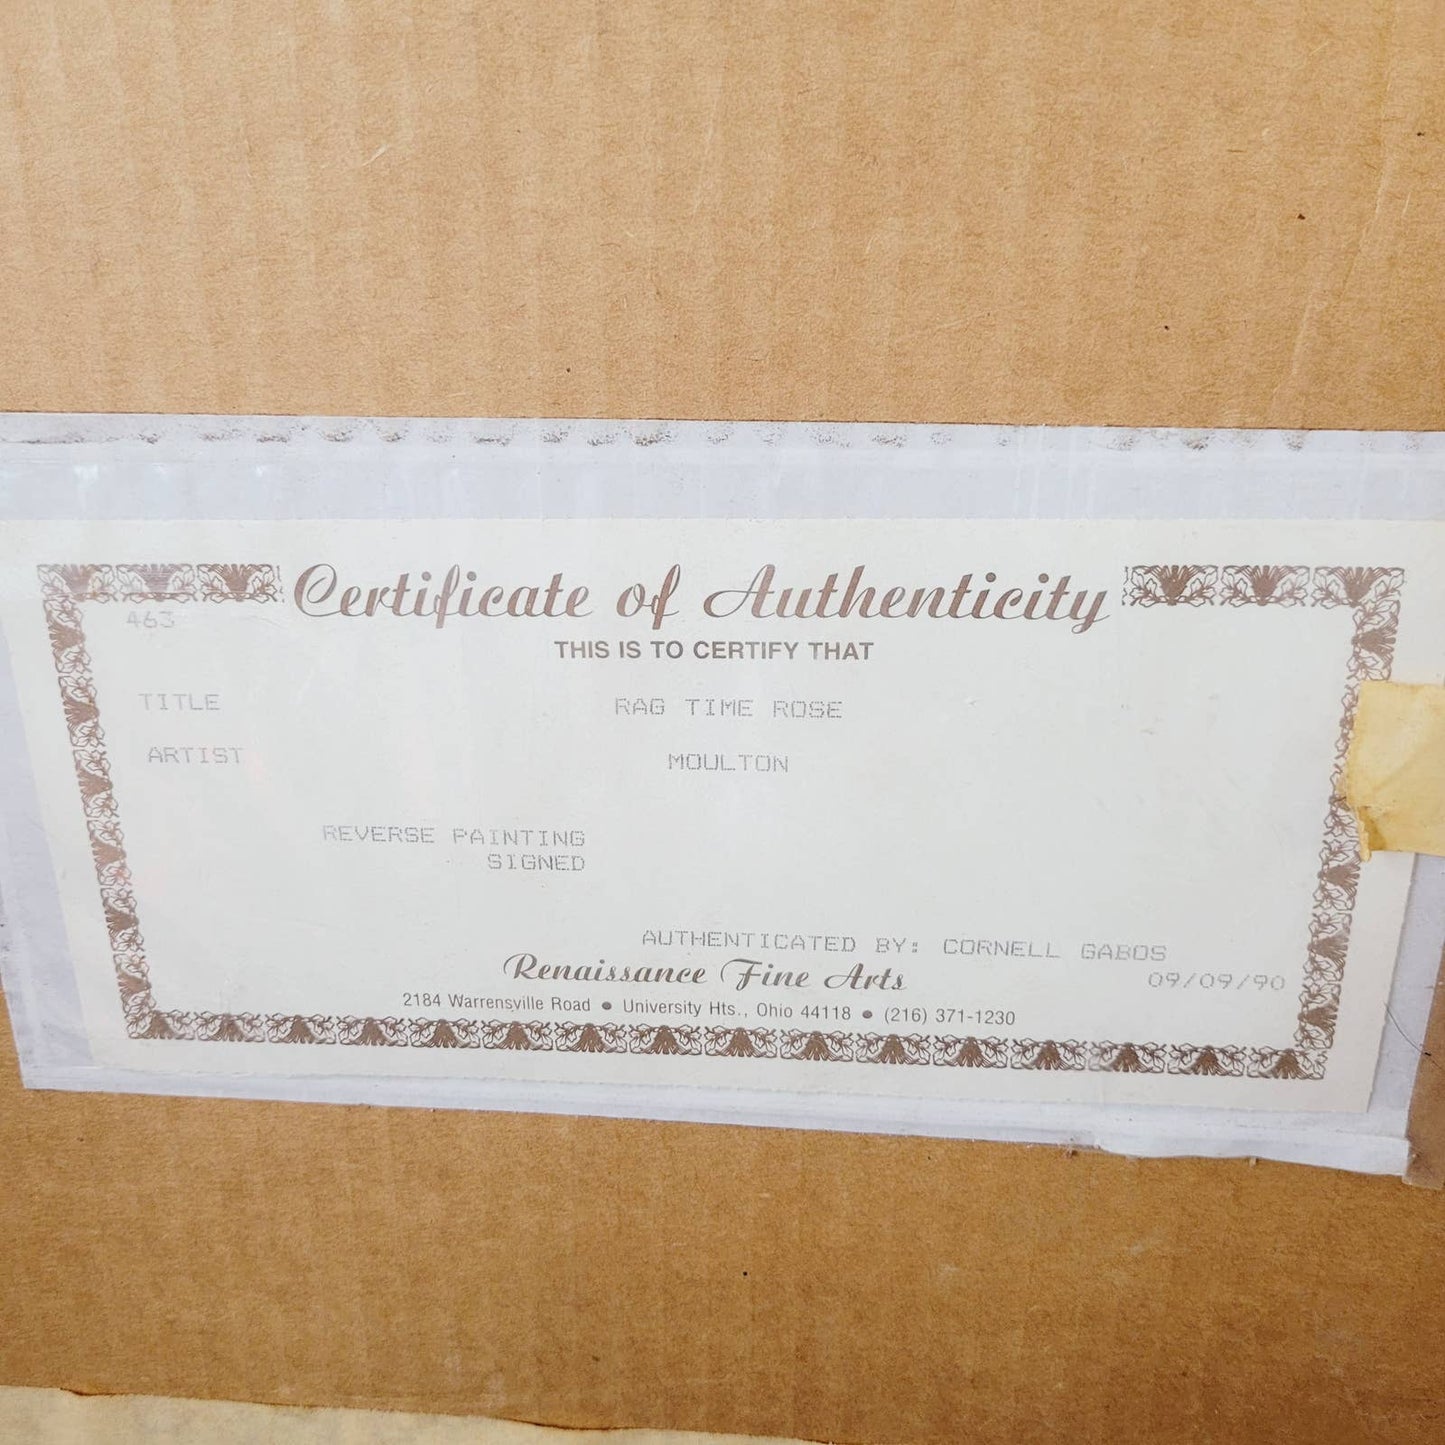 Certificate of Authenticity
463
THIS IS TO CERTIFY THAT
TITLE RAG TIME ROSE
ARTIST MOULTON
REVERSE PAINTING
SIGNED
AUTHENTICATED BY: CORNELL GABOS
Renaissance Fine Arts 09/09/90
2184 Warrensville Road • University Hts., Ohio 44118 • (216) 371-1230